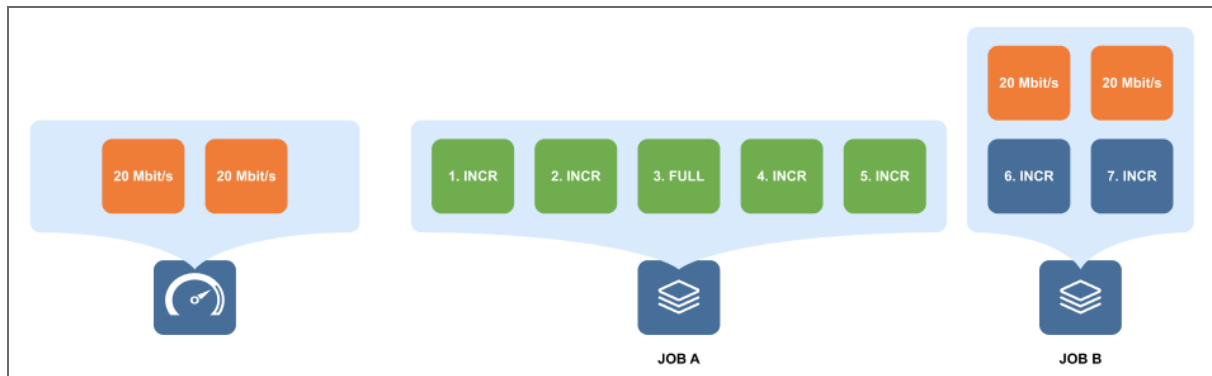 20 Mbit/s 20 Mbit/s
20 Mbit/s 20 Mbit/s
1. INCR 2. INCR 3. FULL 4. INCR 5. INCR
6. INCR 7. INCR
JOB A
JOB B